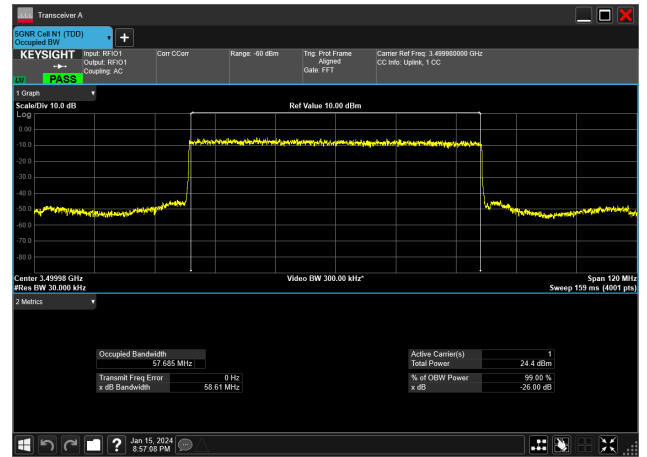 Transceiver A
5GNR Cell N1 (TDD)
Occupied BW
KEYSIGHT
LXI
PASS
Input: RFIO1
Output: RFIO1
Coupling: AC
Corr CCorr
Range: -60 dBm
Trig: Prot Frame
Aligned
Gate: FFT
Carrier Ref Freq: 3.499980000 GHz
CC Info: Uplink, 1 CC
1 Graph
Scale/Div 10.0 dB
Ref Value 10.00 dBm
Log
0.00
-10.0
-20.0
-30.0
-40.0
-50.0
-60.0
-70.0
-80.0
Center 3.49998 GHz
Video BW 300.00 kHz*
Span 120 MHz
#Res BW 30.000 kHz
Sweep 159 ms (4001 pts)
2 Metrics
Occupied Bandwidth
57.685 MHz
Transmit Freq Error 0 Hz
x dB Bandwidth 58.61 MHz
Active Carrier(s) 1
Total Power 24.4 dBm
% of OBW Power 99.00 %
x dB -26.00 dB
Jan 15, 2024
8:57:08 PM